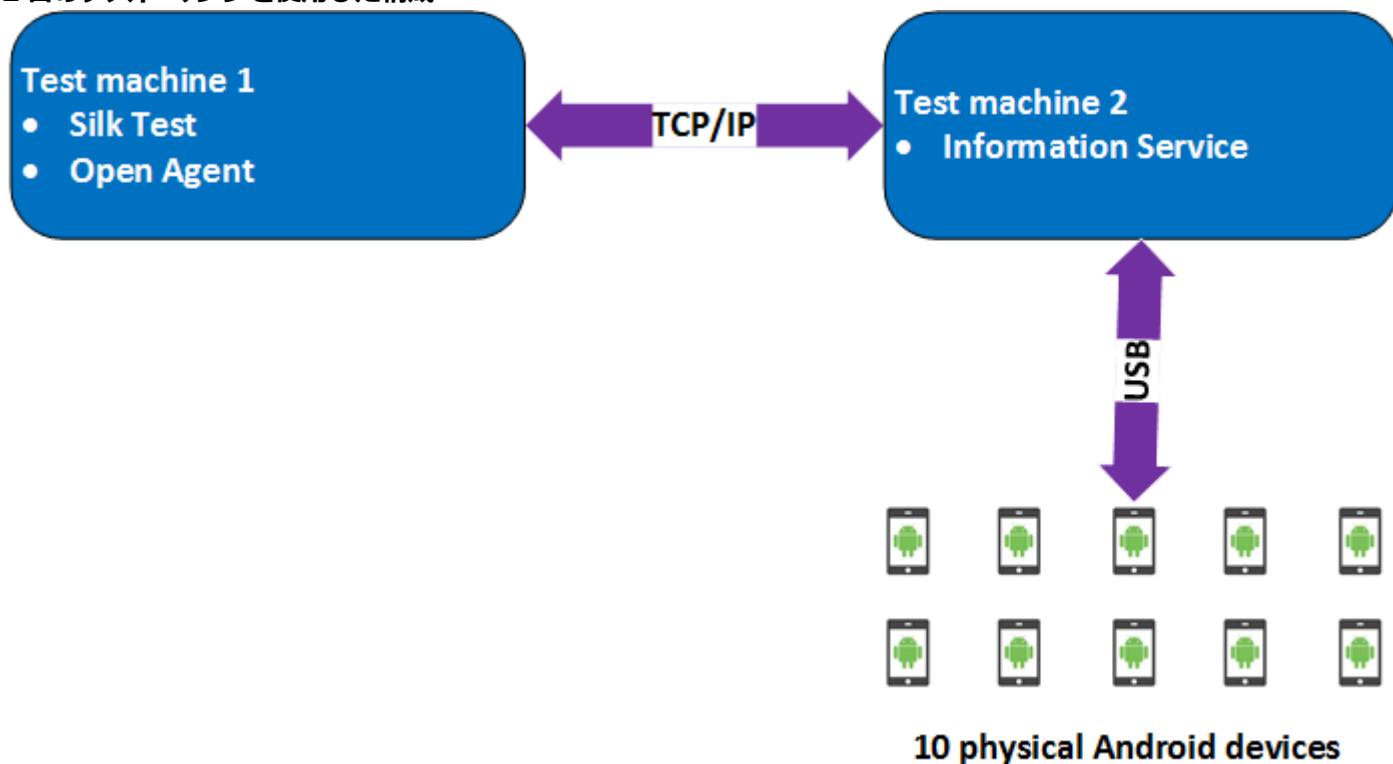 Test machine 1
• Silk Test
• Open Agent
TCP/IP
Test machine 2
• Information Service
USB
10 physical Android devices